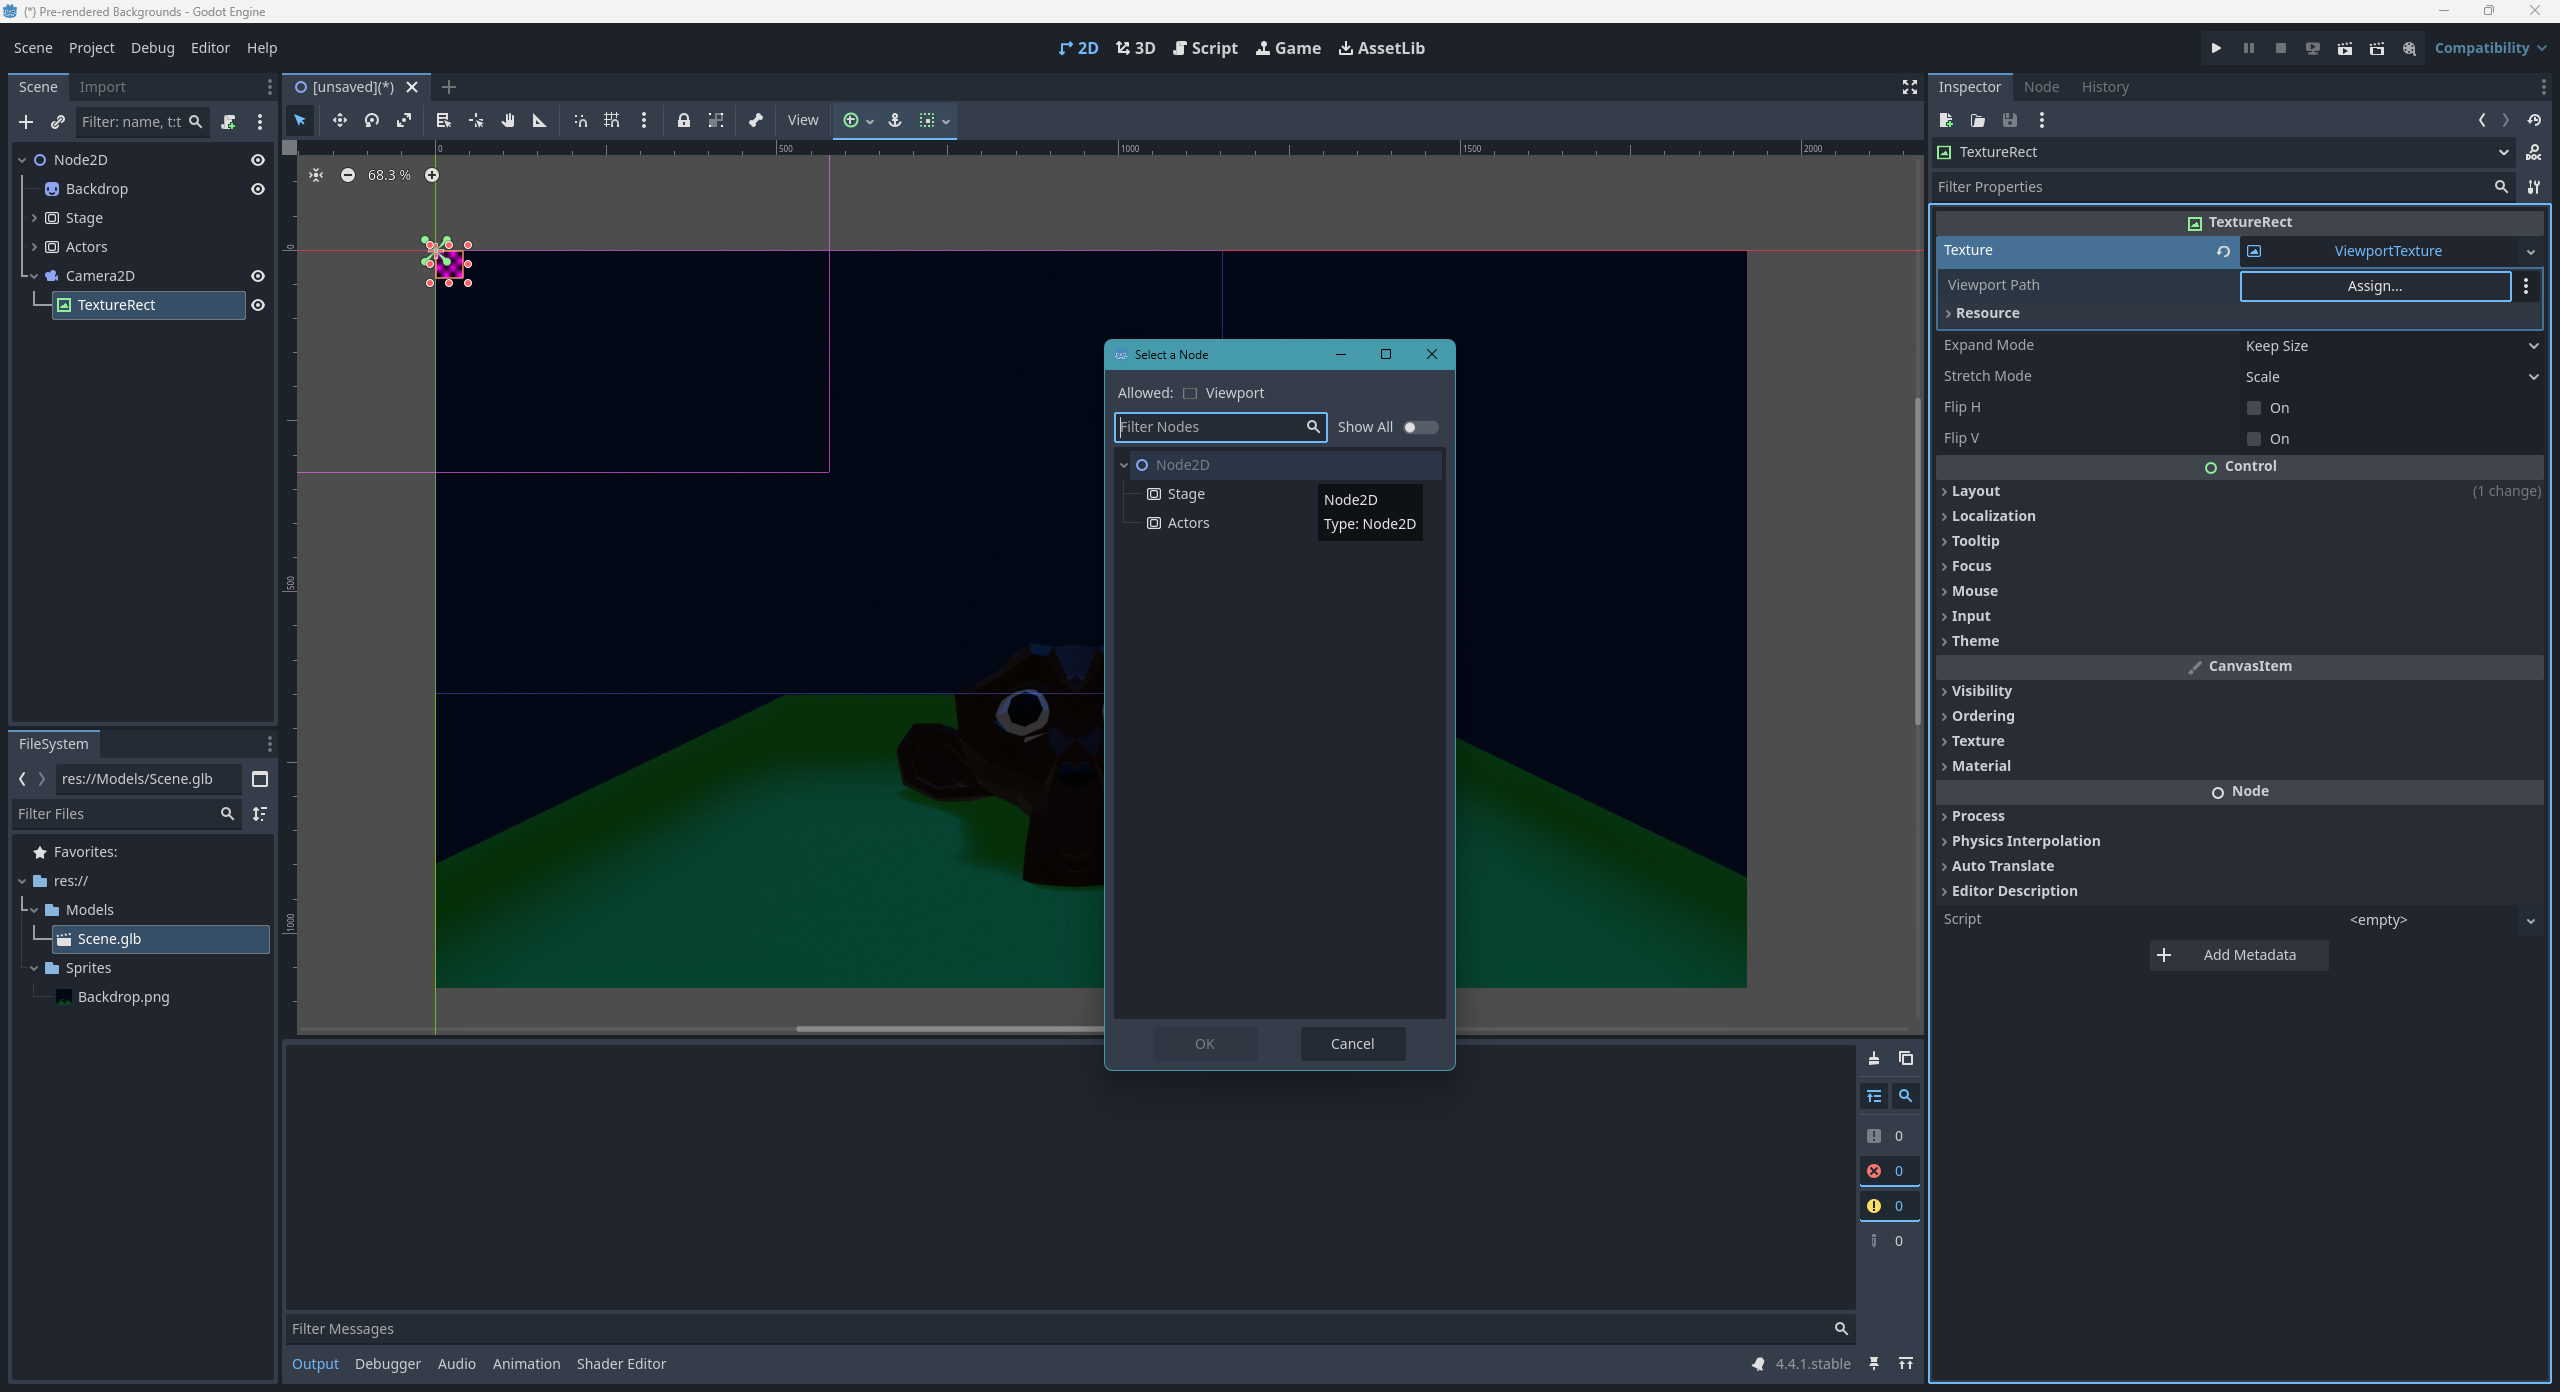 (*) Pre-rendered Backgrounds - Godot Engine
Scene Project Debug Editor Help
2D 3D Script Game AssetLib
Compatibility
Scene Import
Filter: name, t:t
Node2D
Backdrop
Stage
Actors
Camera2D
TextureRect
FileSystem
res://Models/Scene.glb
Filter Files
Favorites:
res://
Models
Scene.glb
Sprites
Backdrop.png
[unsaved](*)
View
0 500 1000 1500 2000
68.3 %
0
500
1000
Select a Node
Allowed: Viewport
Filter Nodes
Show All
Node2D
Stage
Actors
Node2D
Type: Node2D
OK Cancel
0
0
0
0
Filter Messages
Output Debugger Audio Animation Shader Editor
4.4.1.stable
Inspector Node History
TextureRect
Filter Properties
TextureRect
Texture ViewportTexture
Viewport Path Assign...
Resource
Expand Mode Keep Size
Stretch Mode Scale
Flip H On
Flip V On
Control
Layout (1 change)
Localization
Tooltip
Focus
Mouse
Input
Theme
CanvasItem
Visibility
Ordering
Texture
Material
Node
Process
Physics Interpolation
Auto Translate
Editor Description
Script <empty>
Add Metadata